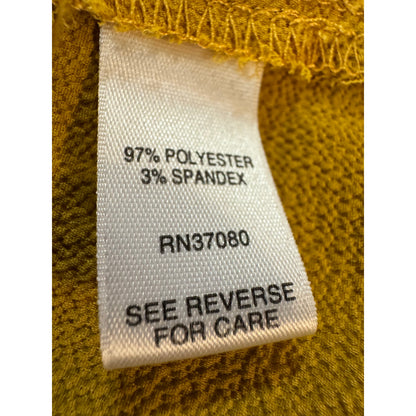 97% POLYESTER
3% SPANDEX
RN37080
SEE REVERSE
FOR CARE